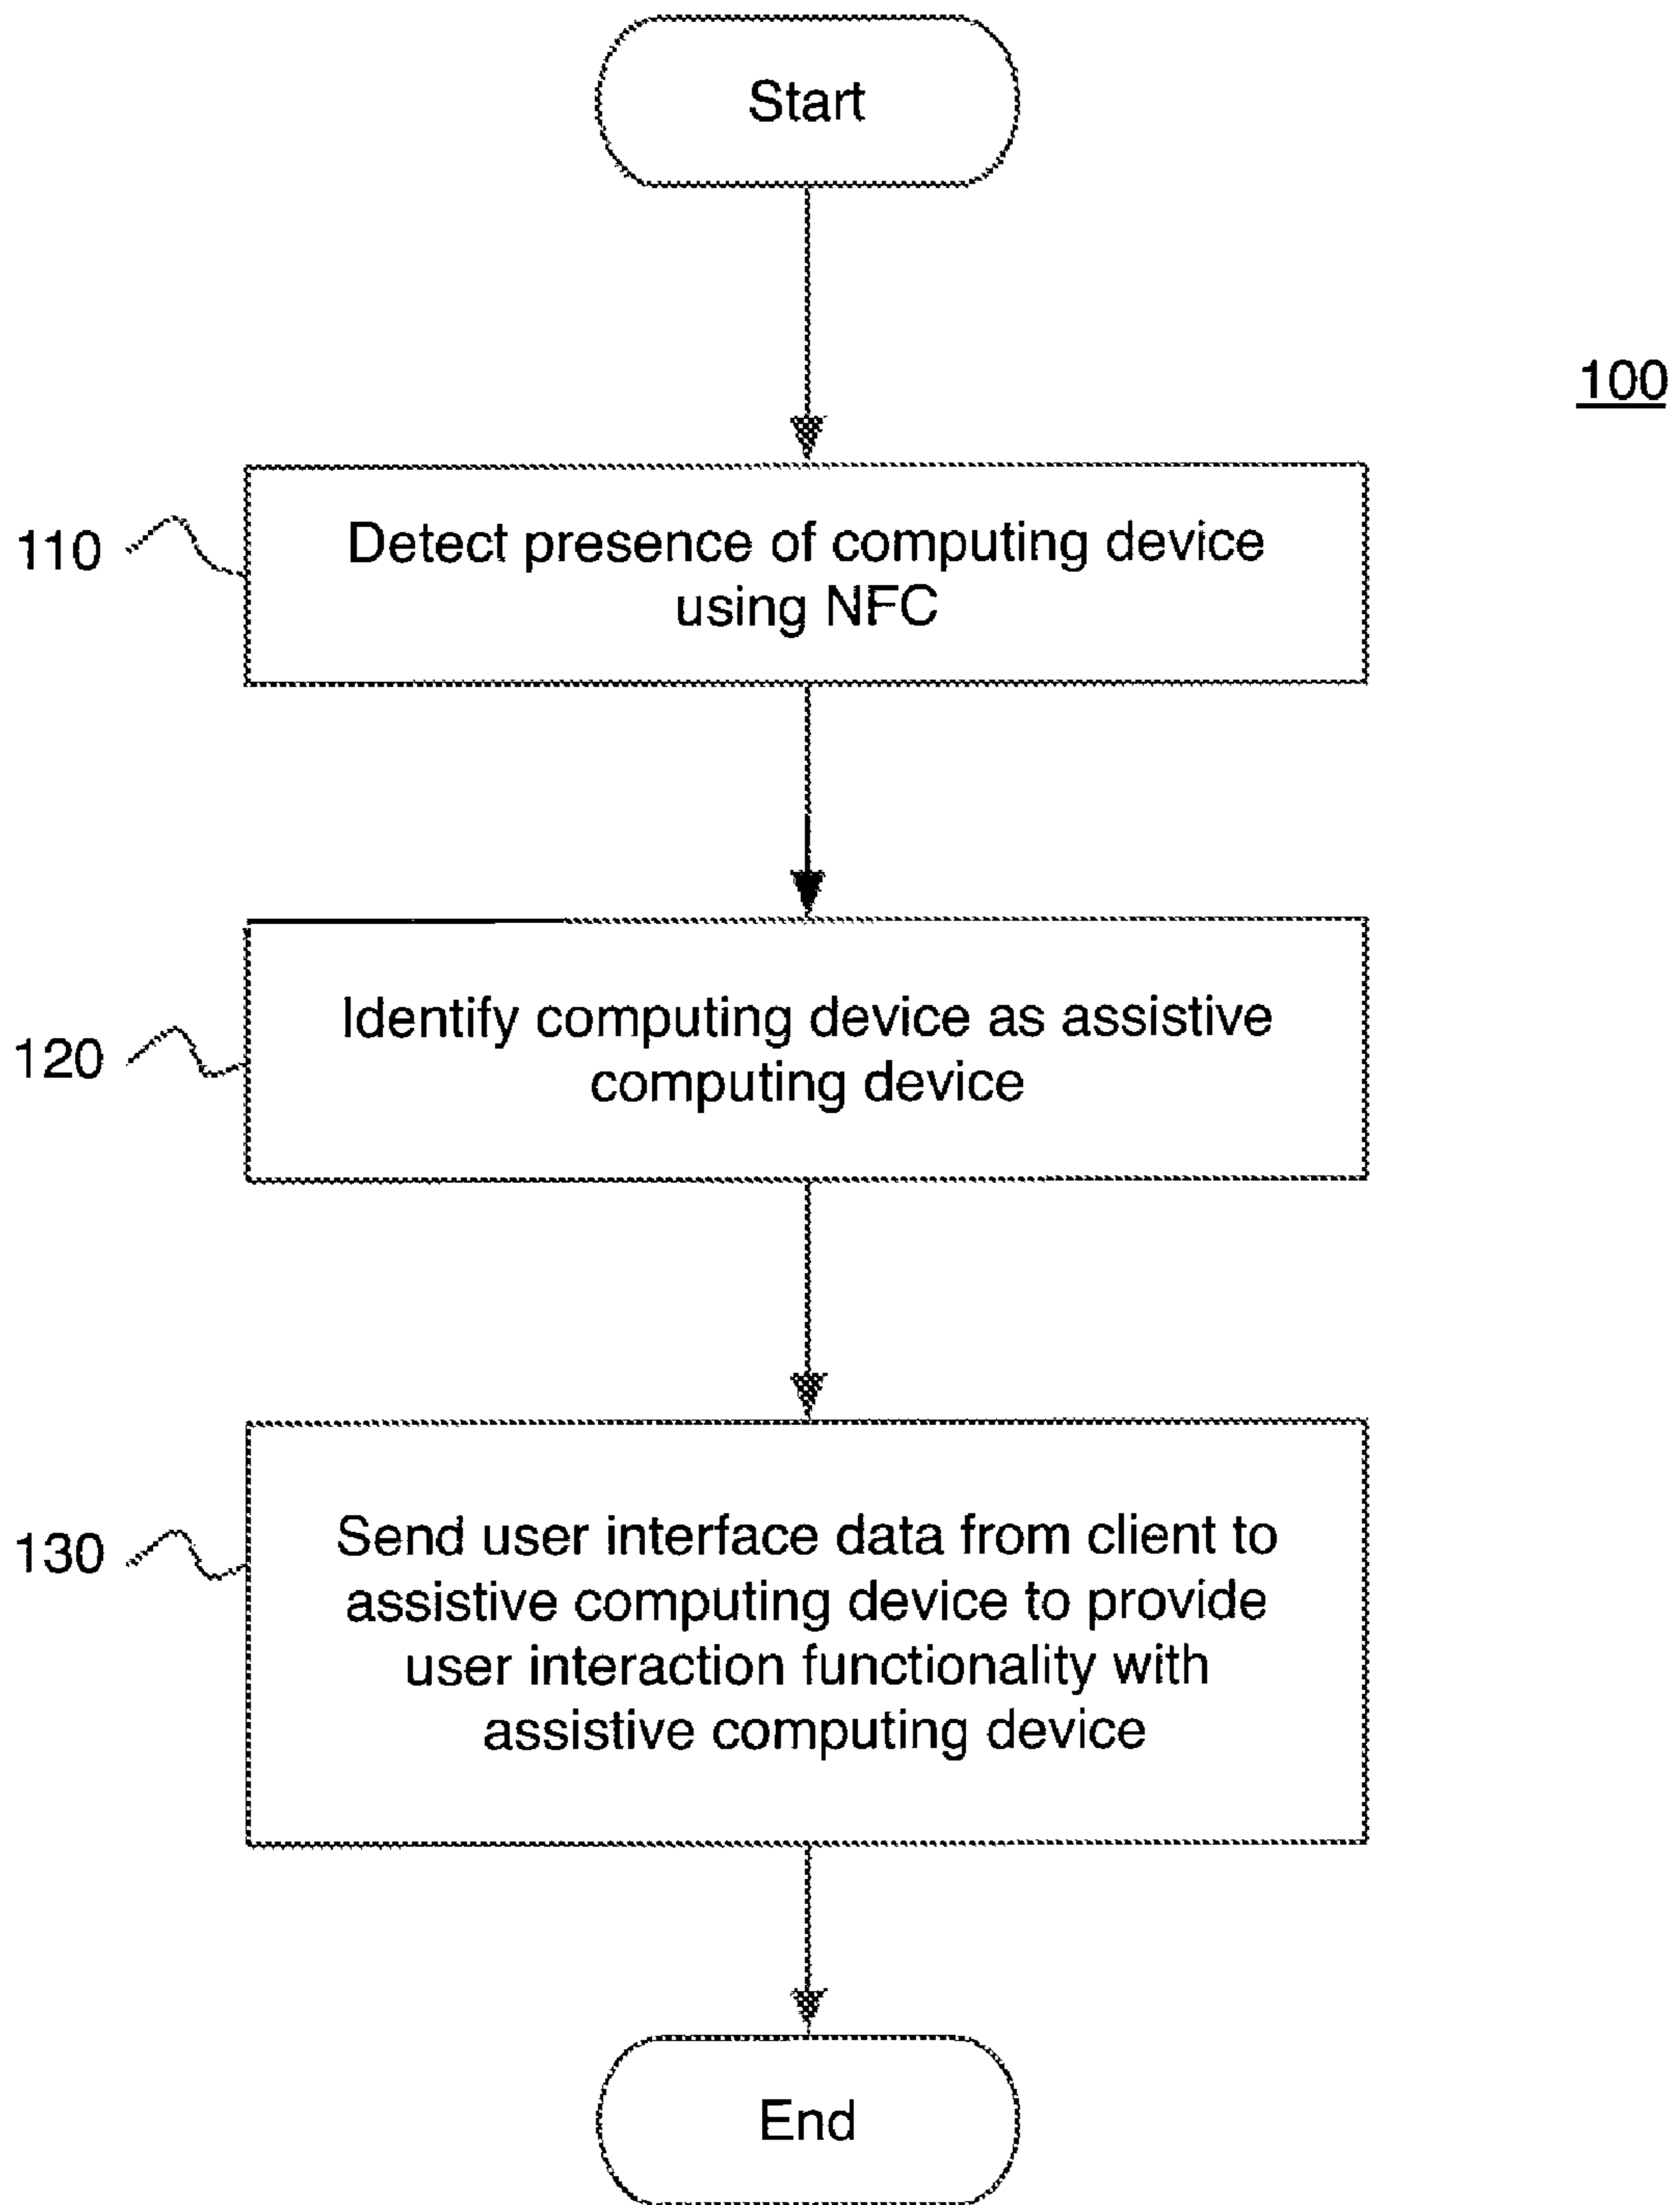 Start
100
110
Detect presence of computing device
using NFC
120
Identify computing device as assistive
computing device
130
Send user interface data from client to
assistive computing device to provide
user interaction functionality with
assistive computing device
End